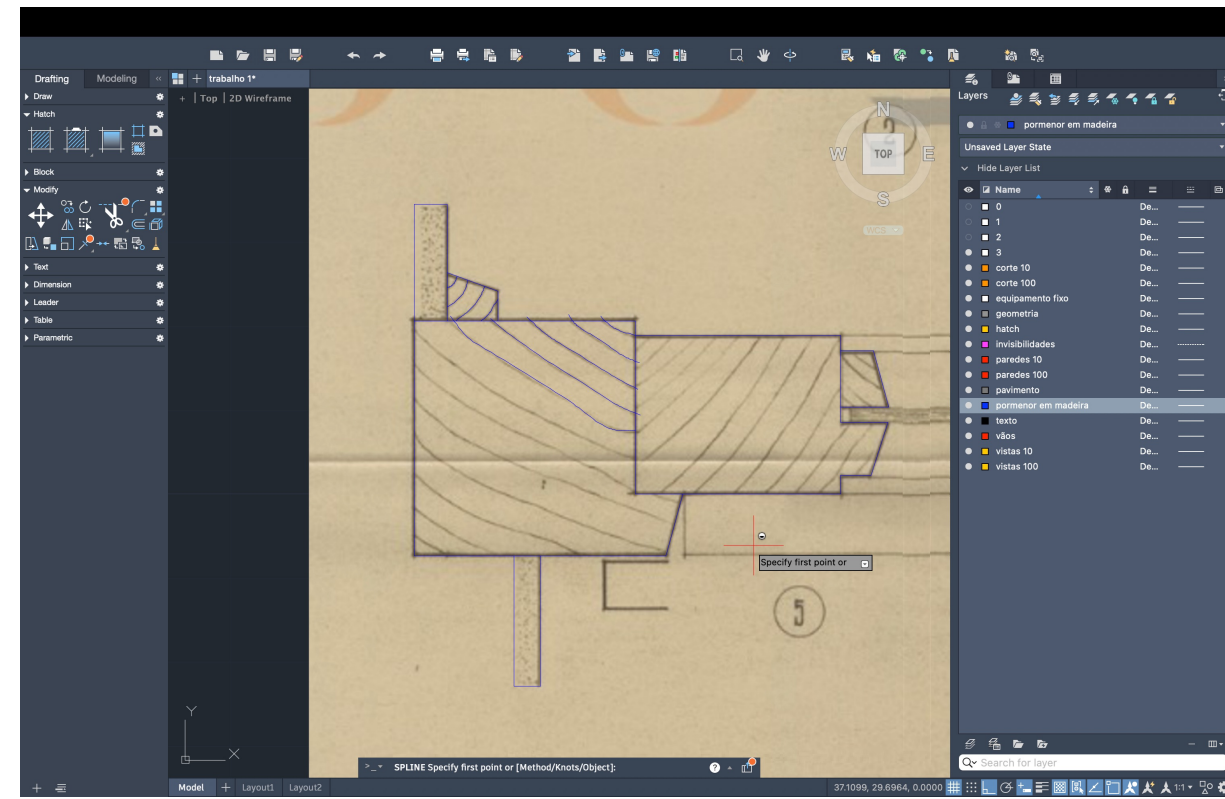 Drafting
Modeling
trabalho 1*
Draw
Top | 2D Wireframe
Hatch
Block
Modify
Text
Dimension
Leader
Table
Parametric
N
W TOP E
S
WCS
2
5
Specify first point or
Layers
pormenor em madeira
Unsaved Layer State
Hide Layer List
Name
0 De...
1 De...
2 De...
3 De...
corte 10 De...
corte 100 De...
equipamento fixo De...
geometria De...
hatch De...
invisibilidades De...
paredes 10 De...
paredes 100 De...
pavimento De...
pormenor em madeira De...
texto De...
vãos De...
vistas 10 De...
vistas 100 De...
Y
X
>_ SPLINE Specify first point or [Method/Knots/Object]:
Search for layer
Model + Layout1 Layout2
37.1099, 29.6964, 0.0000
1:1